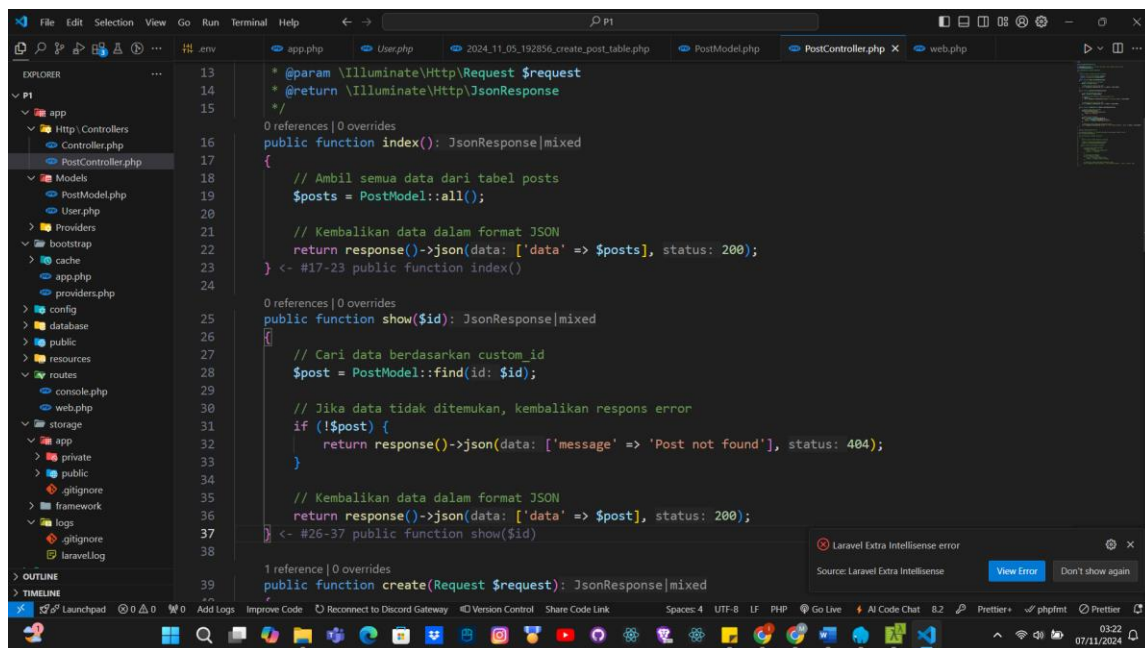 File Edit Selection View Go Run Terminal Help
P1
.env
app.php
User.php
2024_11_05_192856_create_post_table.php
PostModel.php
PostController.php
web.php
EXPLORER
P1
app
Http\Controllers
Controller.php
PostController.php
Models
PostModel.php
User.php
Providers
bootstrap
cache
app.php
providers.php
config
database
public
resources
routes
console.php
web.php
storage
app
private
public
.gitignore
framework
logs
.gitignore
laravel.log
OUTLINE
TIMELINE
13 * @param \Illuminate\Http\Request $request
14 * @return \Illuminate\Http\JsonResponse
15 */
0 references | 0 overrides
16 public function index(): JsonResponse|mixed
17 {
18 // Ambil semua data dari tabel posts
19 $posts = PostModel::all();
20
21 // Kembalikan data dalam format JSON
22 return response()->json(data: ['data' => $posts], status: 200);
23 } <- #17-23 public function index()
24
0 references | 0 overrides
25 public function show($id): JsonResponse|mixed
26 {
27 // Cari data berdasarkan custom_id
28 $post = PostModel::find(id: $id);
29
30 // Jika data tidak ditemukan, kembalikan respons error
31 if (!$post) {
32 return response()->json(data: ['message' => 'Post not found'], status: 404);
33 }
34
35 // Kembalikan data dalam format JSON
36 return response()->json(data: ['data' => $post], status: 200);
37 } <- #26-37 public function show($id)
38
1 reference | 0 overrides
39 public function create(Request $request): JsonResponse|mixed
Laravel Extra Intellisense error
Source: Laravel Extra Intellisense
View Error
Don't show again
Launchpad 0 0 0 Add Logs Improve Code Reconnect to Discord Gateway Version Control Share Code Link Spaces: 4 UTF-8 LF PHP Go Live AI Code Chat 8.2 Prettier+ phpfmt Prettier
03:22
07/11/2024